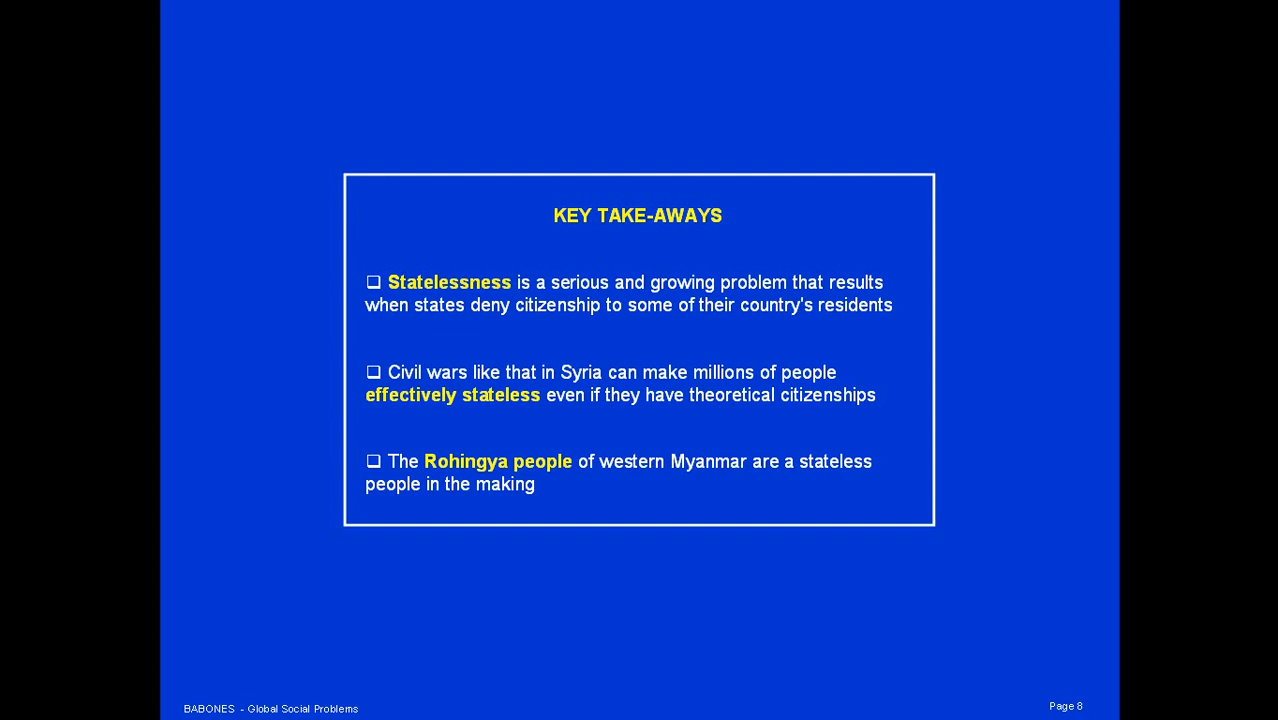 KEY TAKE-AWAYS
❑ Statelessness is a serious and growing problem that results
when states deny citizenship to some of their country's residents
❑ Civil wars like that in Syria can make millions of people
effectively stateless even if they have theoretical citizenships
❑ The Rohingya people of western Myanmar are a stateless
people in the making
BABONES - Global Social Problems
Page 8